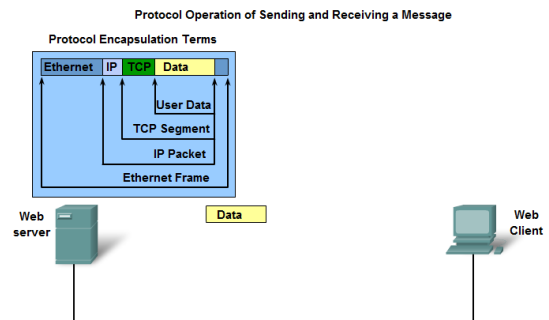 Protocol Operation of Sending and Receiving a Message
Protocol Encapsulation Terms
Ethernet IP TCP Data
User Data
TCP Segment
IP Packet
Ethernet Frame
Data
Web
server
Web
Client